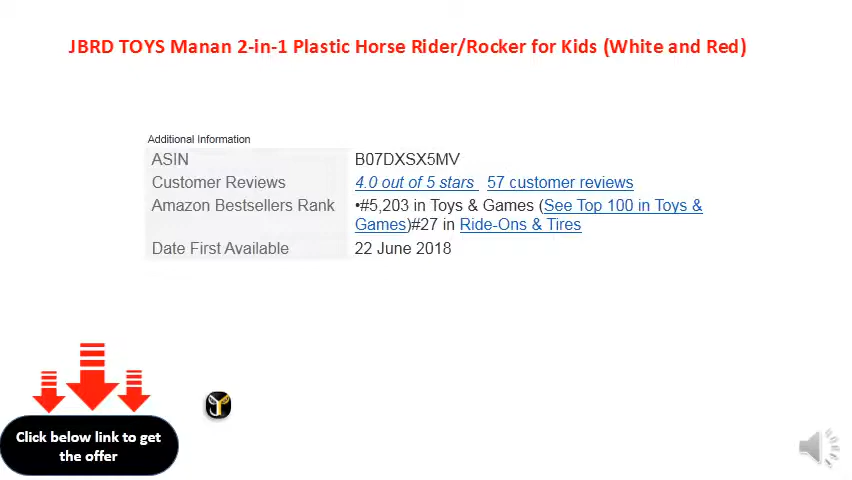 JBRD TOYS Manan 2-in-1 Plastic Horse Rider/Rocker for Kids (White and Red)
Additional Information
ASIN B07DXSX5MV
Customer Reviews 4.0 out of 5 stars 57 customer reviews
Amazon Bestsellers Rank •#5,203 in Toys & Games (See Top 100 in Toys &
Games)#27 in Ride-Ons & Tires
Date First Available 22 June 2018
Click below link to get
the offer